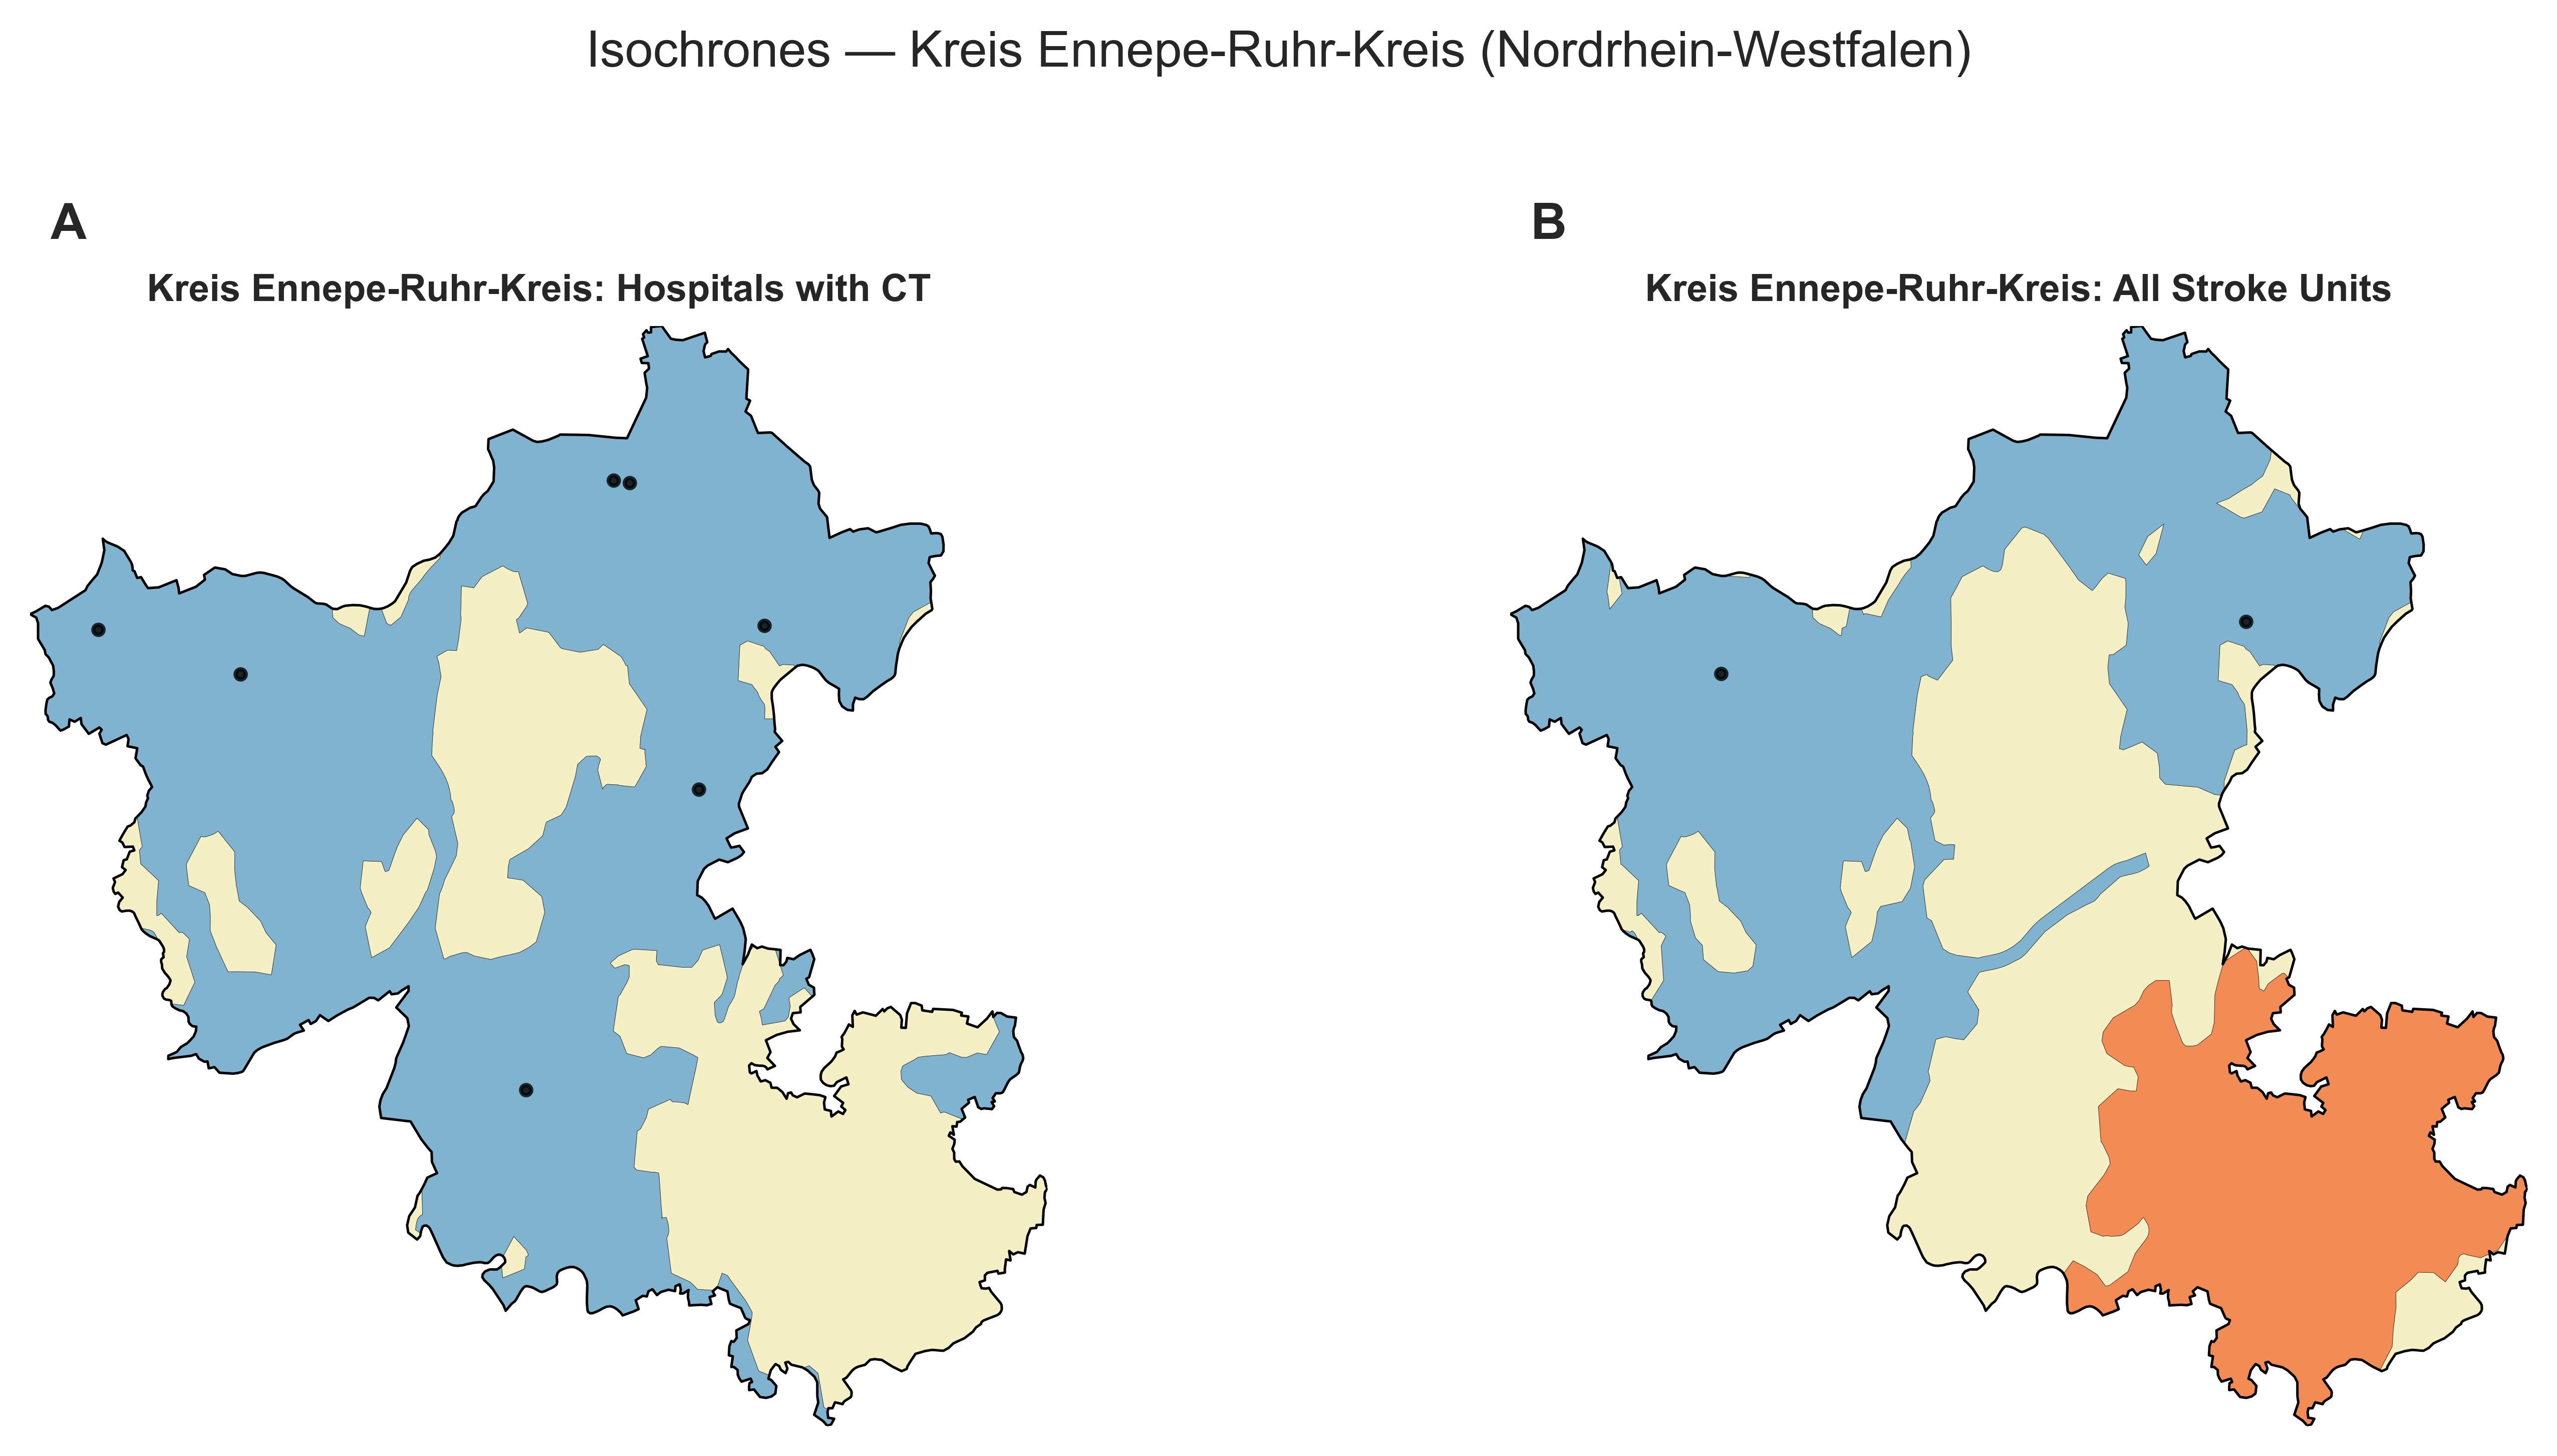 Isochrones — Kreis Ennepe-Ruhr-Kreis (Nordrhein-Westfalen)
A
Kreis Ennepe-Ruhr-Kreis: Hospitals with CT
B
Kreis Ennepe-Ruhr-Kreis: All Stroke Units